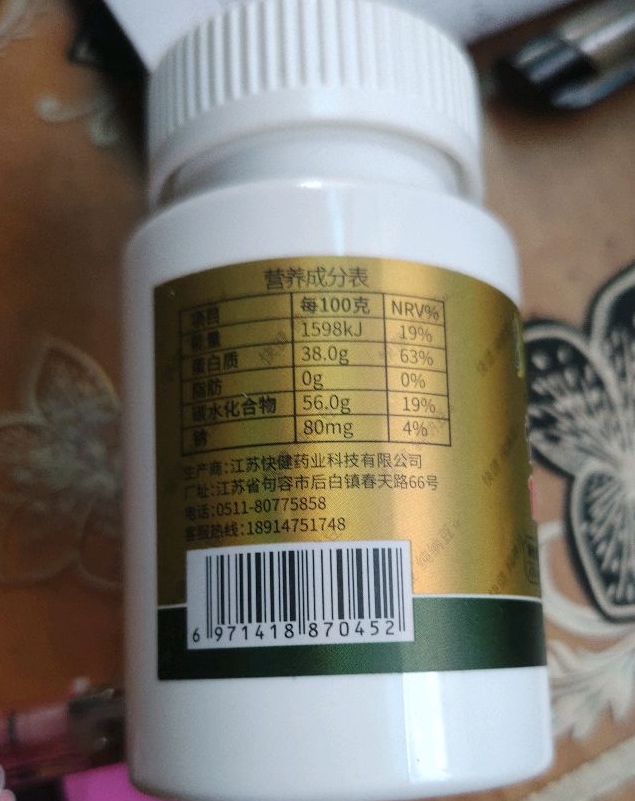 营养成分表
项目 每100克 NRV%
能量 1598kJ 19%
蛋白质 38.0g 63%
脂肪 0g 0%
碳水化合物 56.0g 19%
钠 80mg 4%
生产商:江苏快健药业科技有限公司
厂址:江苏省句容市后白镇春天路66号
电话:0511-80775858
客服热线:18914751748
6 971418 870452